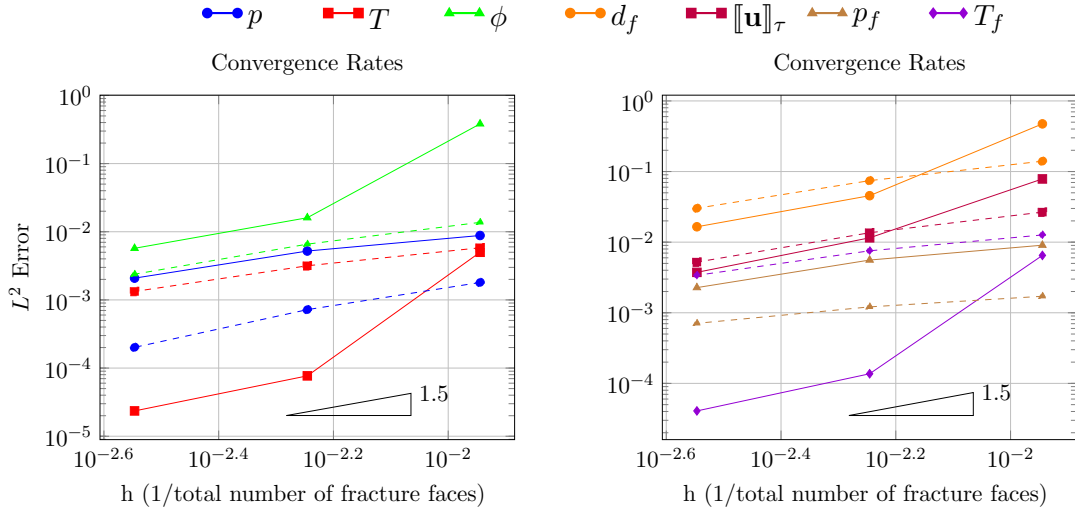 p T ϕ d_f ⟦𝐮⟧_τ p_f T_f
Convergence Rates
10^0
10^−1
10^−2
10^−3
10^−4
10^−5
L^2 Error
1.5
10^−2.6 10^−2.4 10^−2.2 10^−2
h (1/total number of fracture faces)
Convergence Rates
10^0
10^−1
10^−2
10^−3
10^−4
1.5
10^−2.6 10^−2.4 10^−2.2 10^−2
h (1/total number of fracture faces)